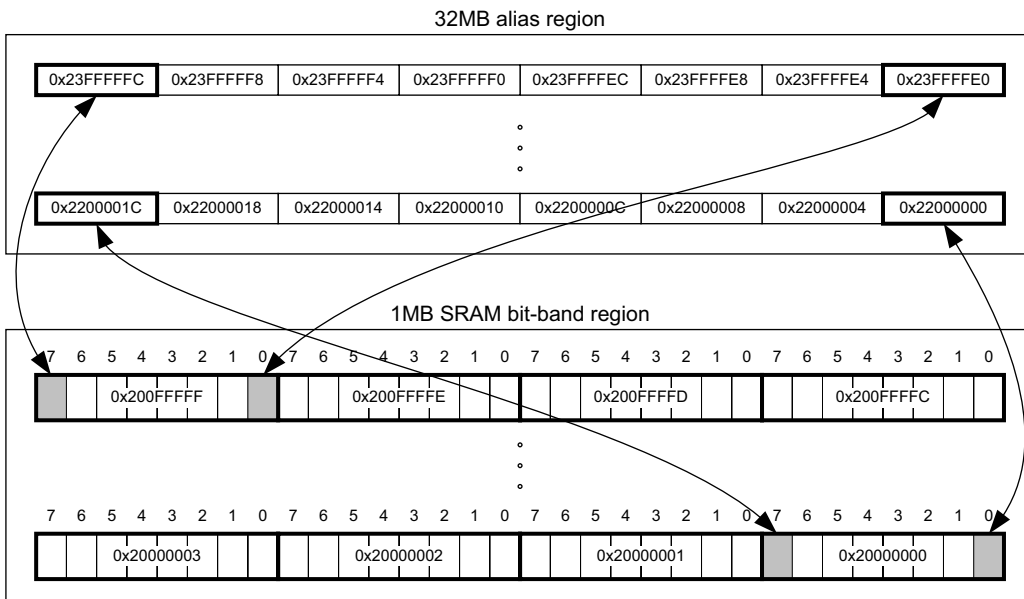 32MB alias region
0x23FFFFFC 0x23FFFFF8 0x23FFFFF4 0x23FFFFF0 0x23FFFFEC 0x23FFFFE8 0x23FFFFE4 0x23FFFFE0
0x2200001C 0x22000018 0x22000014 0x22000010 0x2200000C 0x22000008 0x22000004 0x22000000
1MB SRAM bit-band region
7 6 5 4 3 2 1 0 7 6 5 4 3 2 1 0 7 6 5 4 3 2 1 0 7 6 5 4 3 2 1 0
0x200FFFFF 0x200FFFFE 0x200FFFFD 0x200FFFFC
7 6 5 4 3 2 1 0 7 6 5 4 3 2 1 0 7 6 5 4 3 2 1 0 7 6 5 4 3 2 1 0
0x20000003 0x20000002 0x20000001 0x20000000